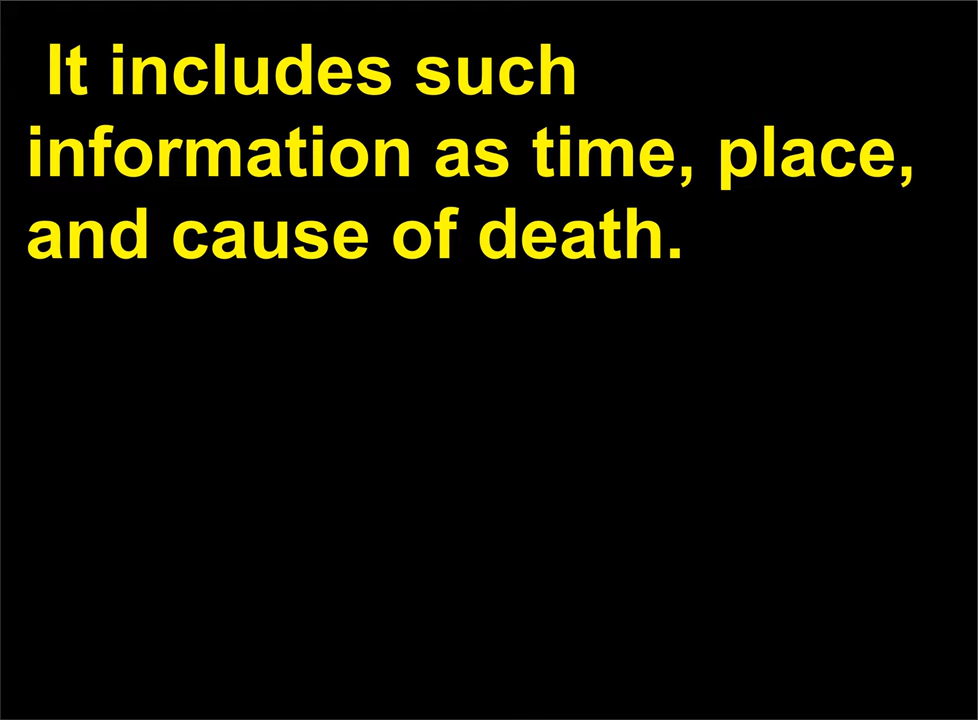 It includes such
information as time, place,
and cause of death.